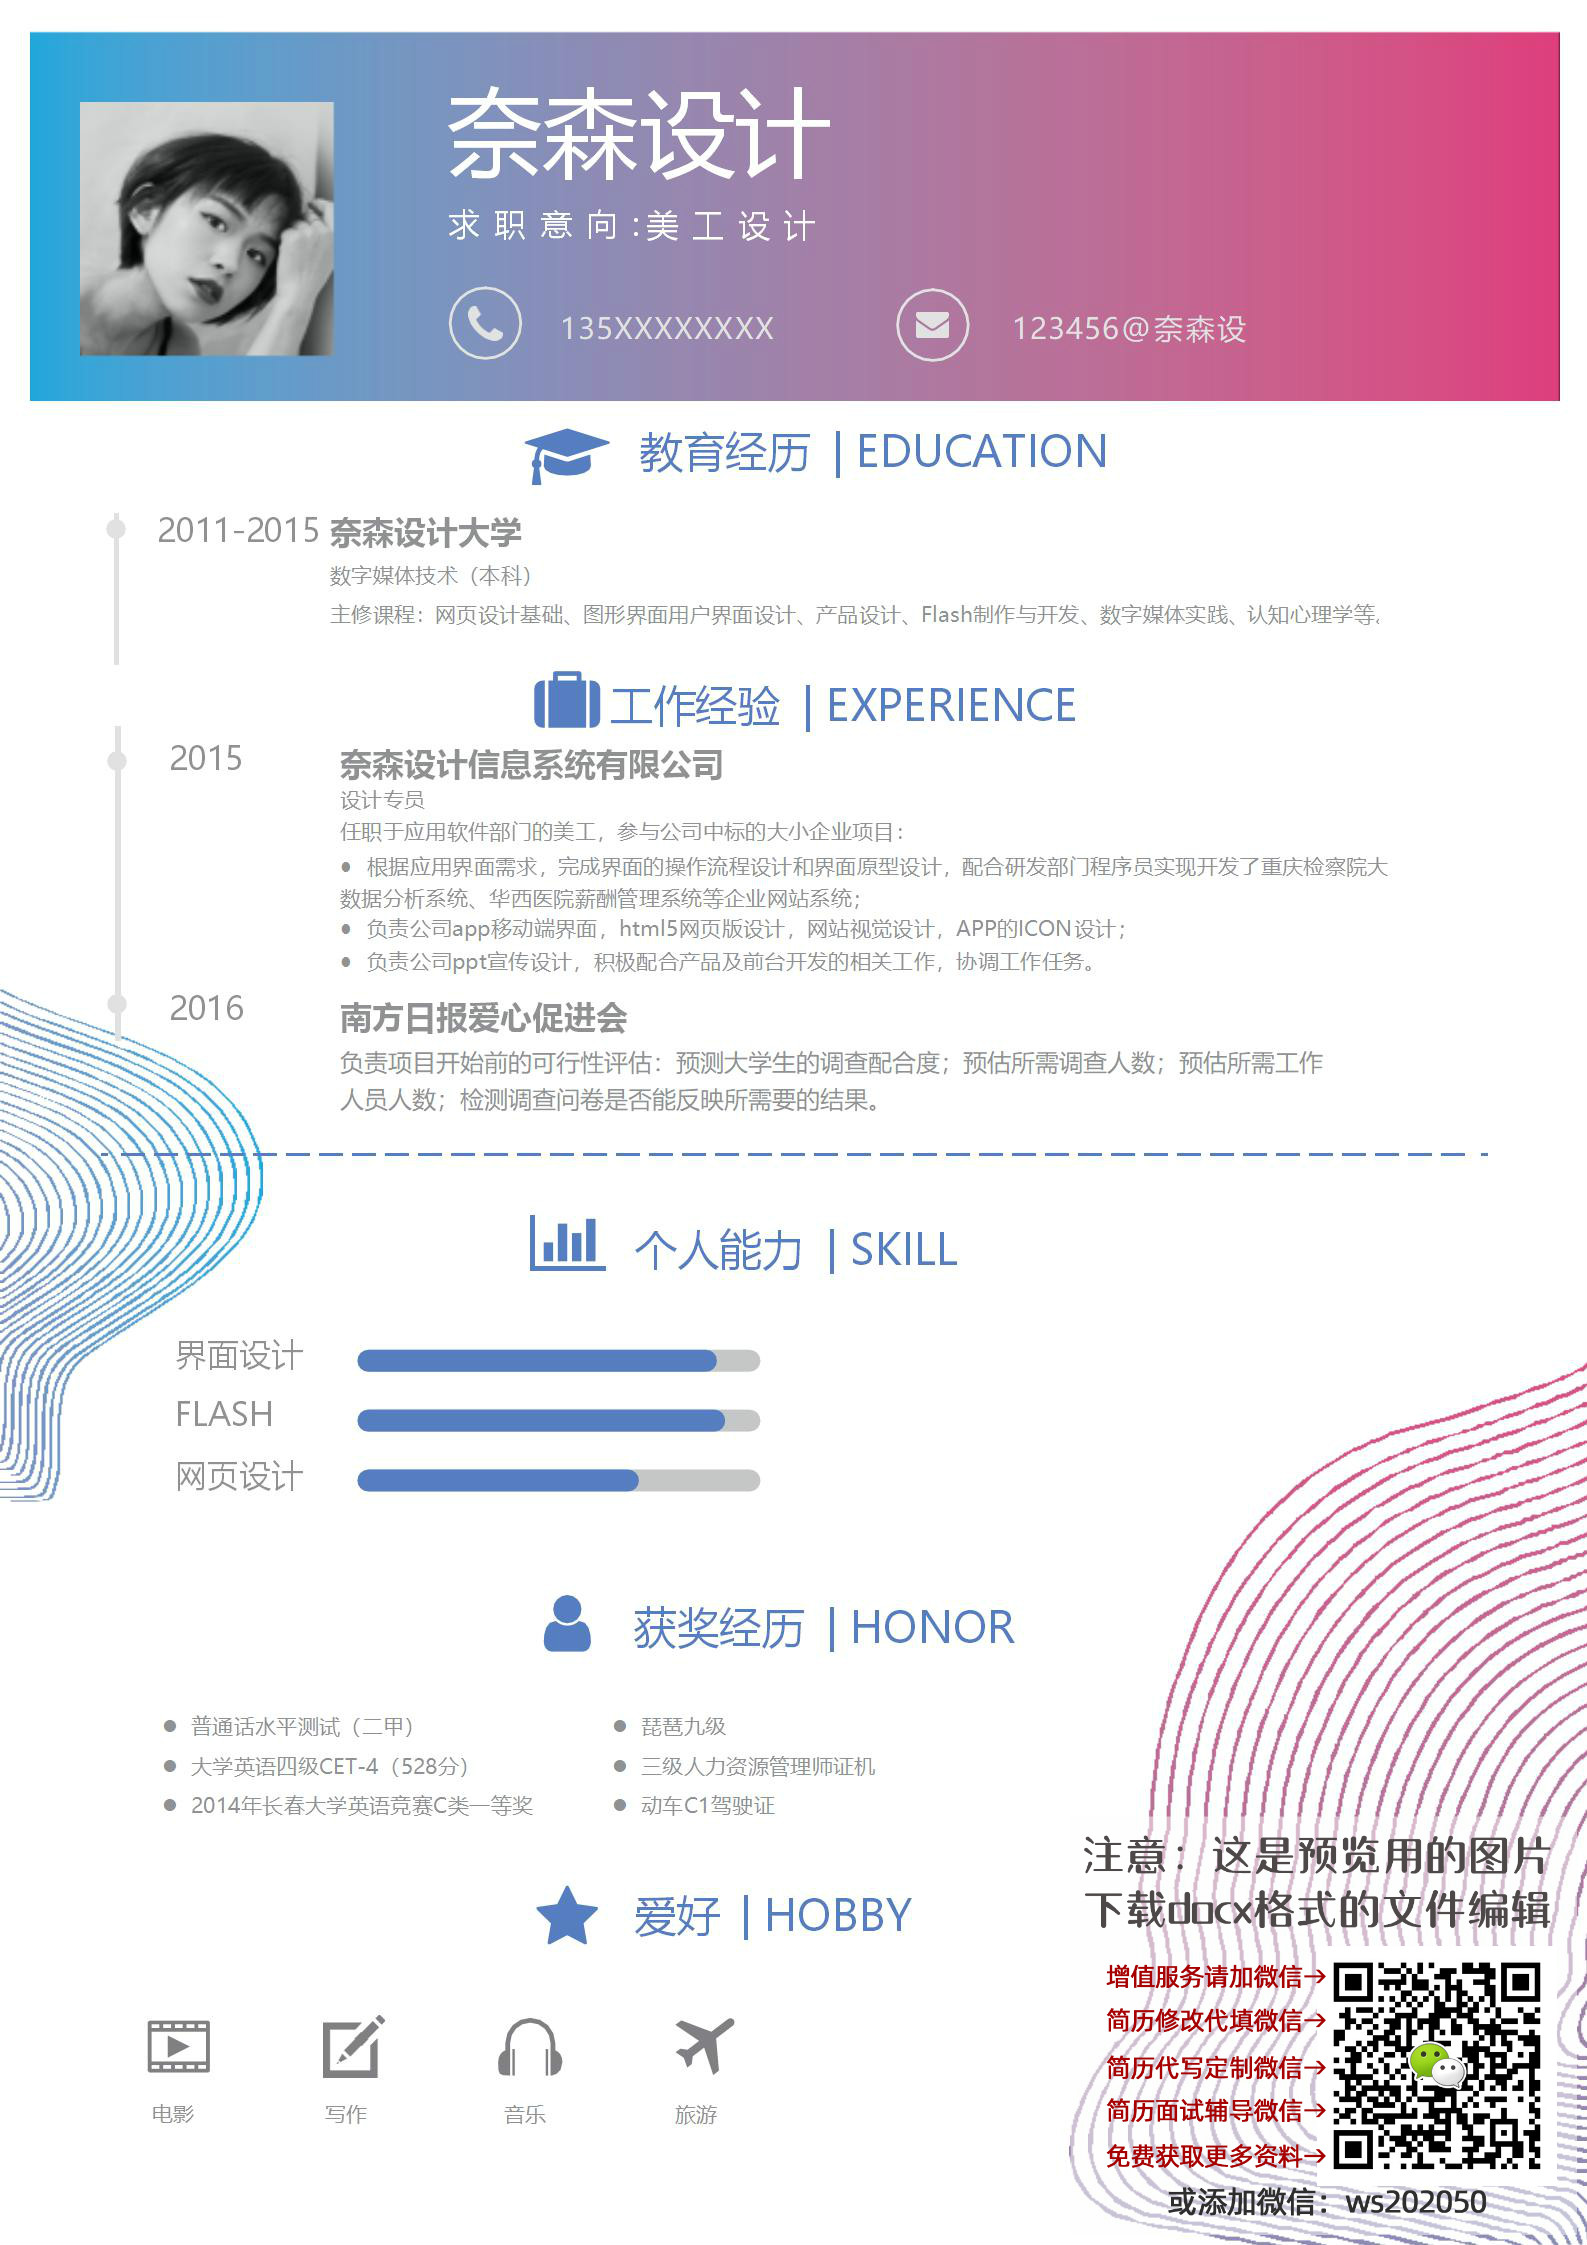 奈森设计
求职意向:美工设计
135XXXXXXXX
123456@奈森设
教育经历 | EDUCATION
2011-2015 奈森设计大学
数字媒体技术（本科）
主修课程：网页设计基础、图形界面用户界面设计、产品设计、Flash制作与开发、数字媒体实践、认知心理学等。
工作经验 | EXPERIENCE
2015 奈森设计信息系统有限公司
设计专员
任职于应用软件部门的美工，参与公司中标的大小企业项目：
● 根据应用界面需求，完成界面的操作流程设计和界面原型设计，配合研发部门程序员实现开发了重庆检察院大
数据分析系统、华西医院薪酬管理系统等企业网站系统；
● 负责公司app移动端界面，html5网页版设计，网站视觉设计，APP的ICON设计；
● 负责公司ppt宣传设计，积极配合产品及前台开发的相关工作，协调工作任务。
2016 南方日报爱心促进会
负责项目开始前的可行性评估：预测大学生的调查配合度；预估所需调查人数；预估所需工作
人员人数；检测调查问卷是否能反映所需要的结果。
个人能力 | SKILL
界面设计
FLASH
网页设计
获奖经历 | HONOR
● 普通话水平测试（二甲）
● 大学英语四级CET-4（528分）
● 2014年长春大学英语竞赛C类一等奖
● 琵琶九级
● 三级人力资源管理师证机
● 动车C1驾驶证
爱好 | HOBBY
电影
写作
音乐
旅游
注意：这是预览用的图片
下载docx格式的文件编辑
增值服务请加微信→
简历修改代填微信→
简历代写定制微信→
简历面试辅导微信→
免费获取更多资料→
或添加微信：ws202050